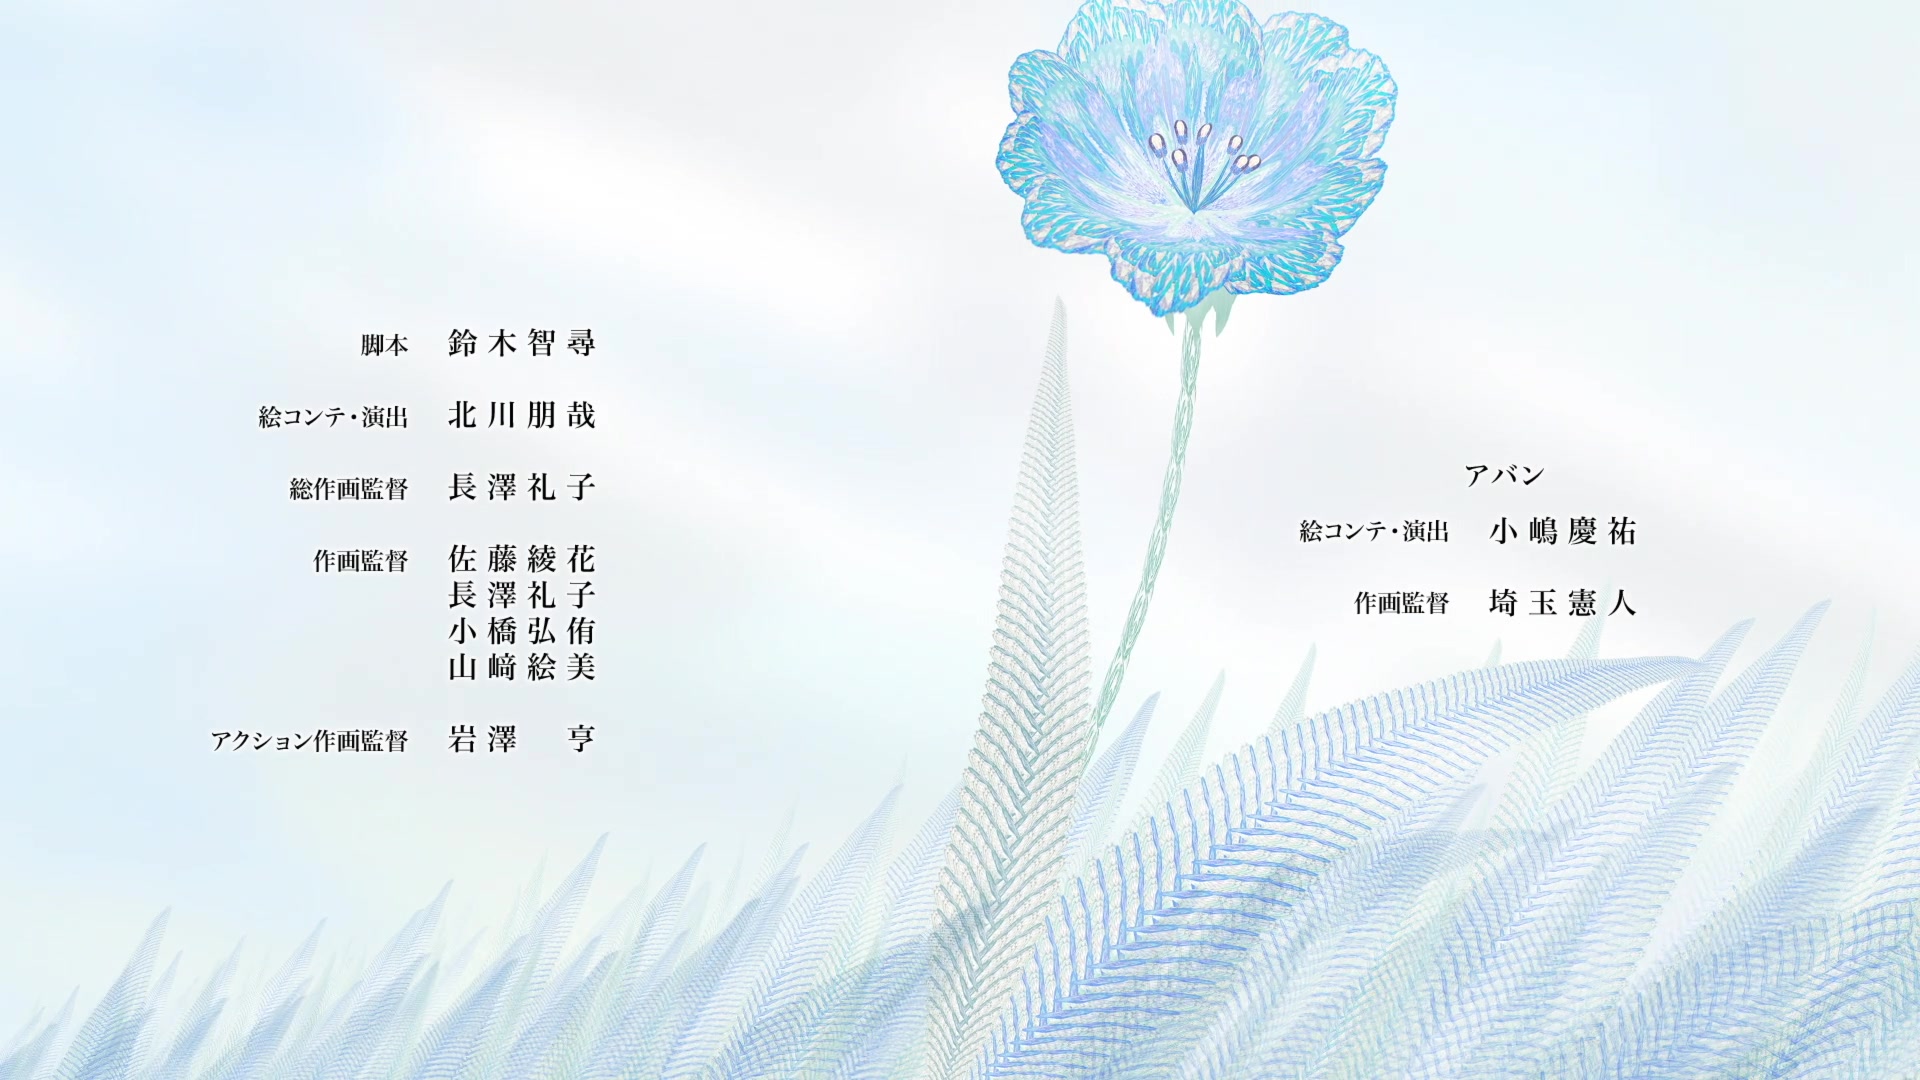 脚本 鈴木智尋
絵コンテ・演出 北川朋哉
総作画監督 長澤礼子
作画監督 佐藤綾花
長澤礼子
小橋弘侑
山﨑絵美
アクション作画監督 岩澤 亨
アバン
絵コンテ・演出 小嶋慶祐
作画監督 埼玉憲人